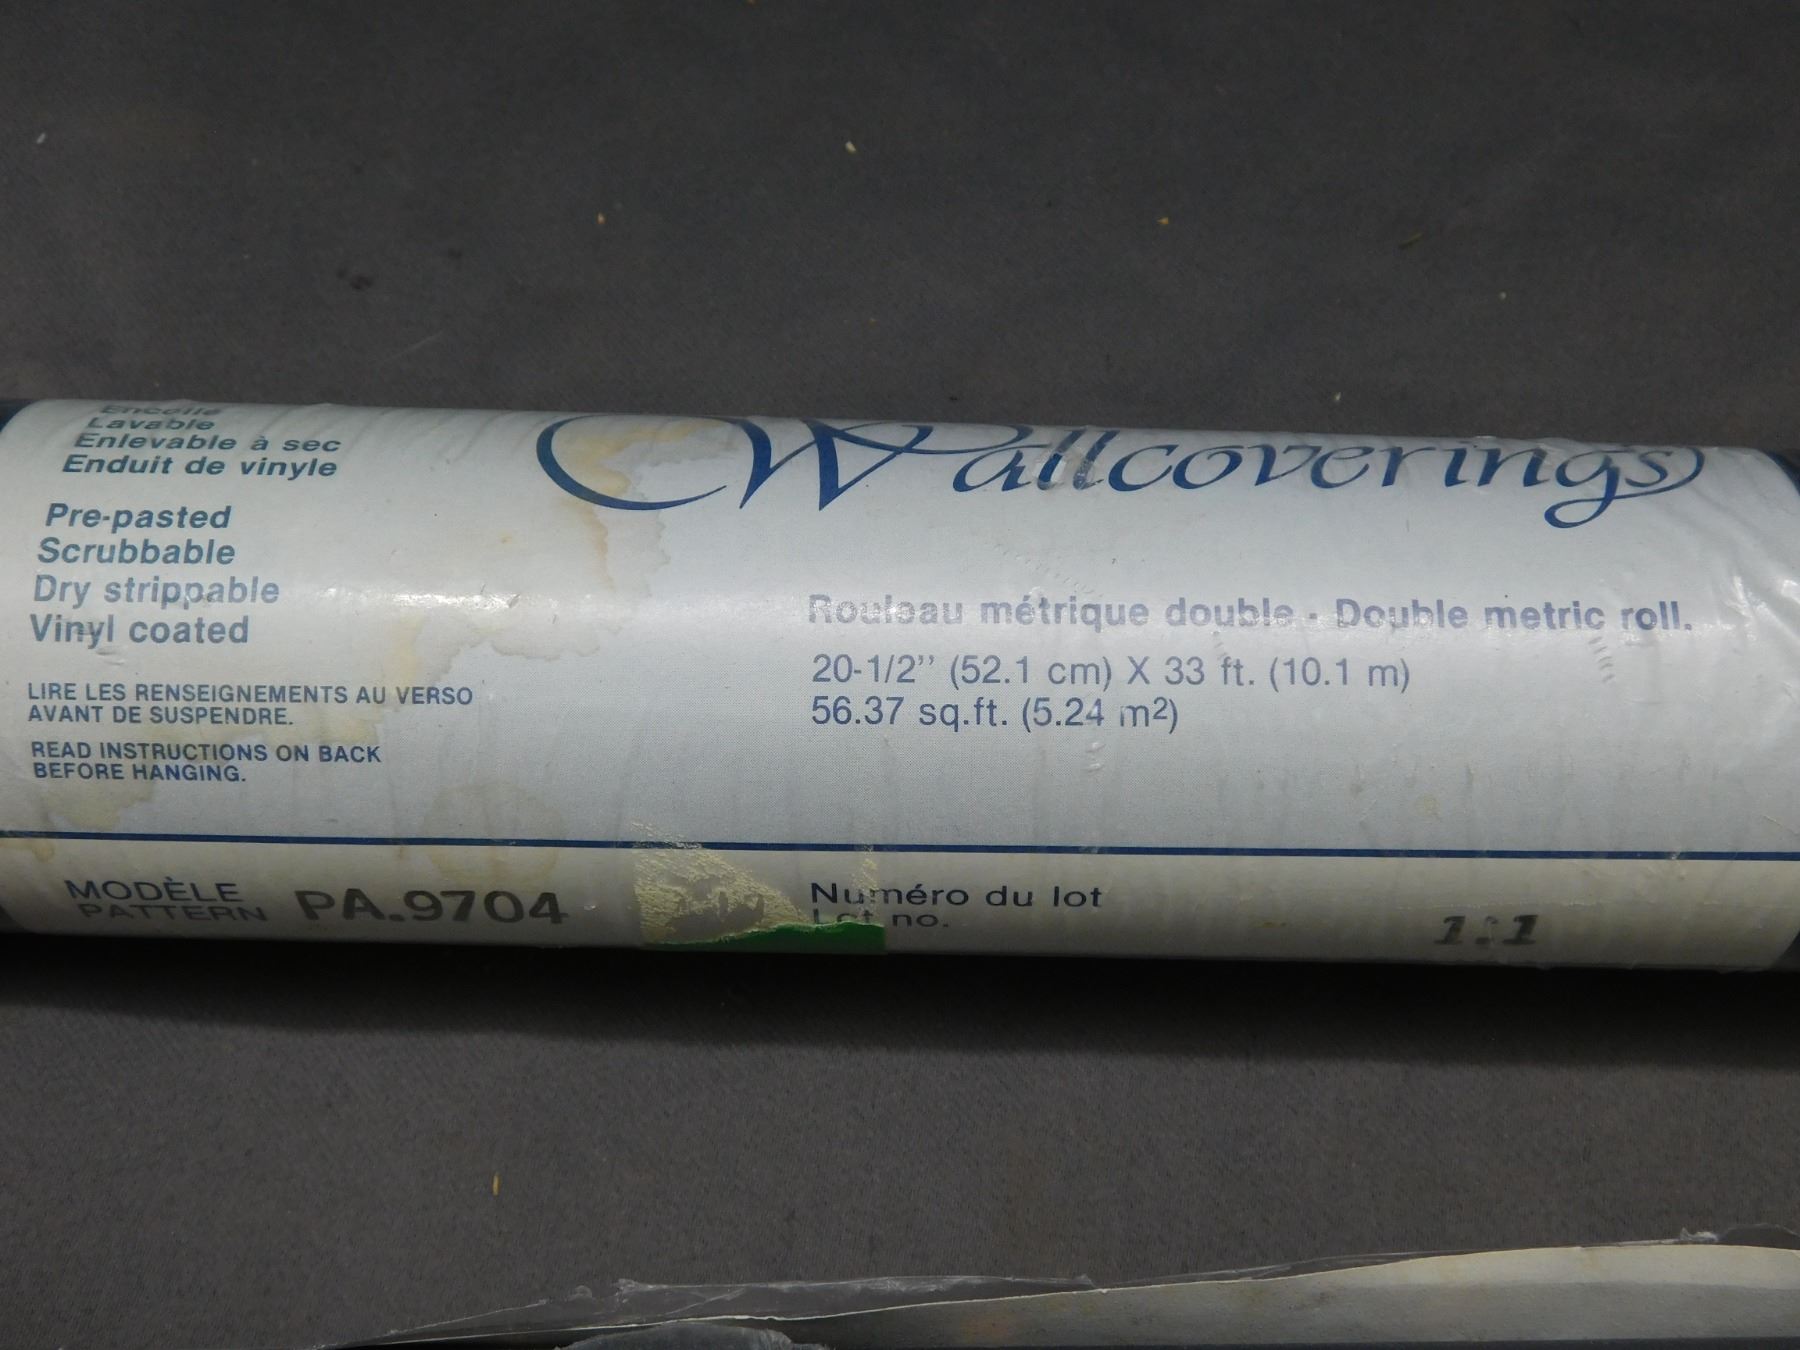 Encollé
Lavable
Enlevable à sec
Enduit de vinyle
Pre-pasted
Scrubbable
Dry strippable
Vinyl coated
LIRE LES RENSEIGNEMENTS AU VERSO
AVANT DE SUSPENDRE.
READ INSTRUCTIONS ON BACK
BEFORE HANGING.
Wallcoverings
Rouleau métrique double - Double metric roll.
20-1/2’’ (52.1 cm) X 33 ft. (10.1 m)
56.37 sq.ft. (5.24 m²)
MODÈLE
PATTERN PA.9704
Numéro du lot
Lot no.
1:1